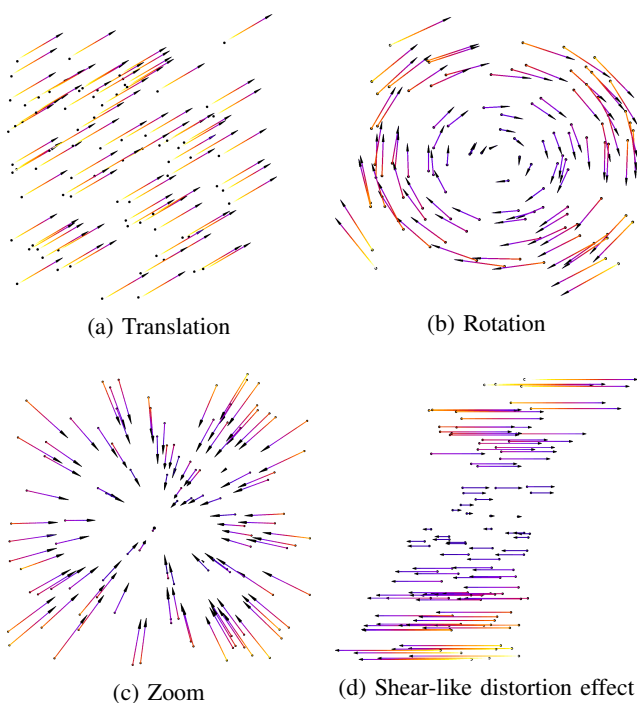 (a) Translation
(b) Rotation
(c) Zoom
(d) Shear-like distortion effect